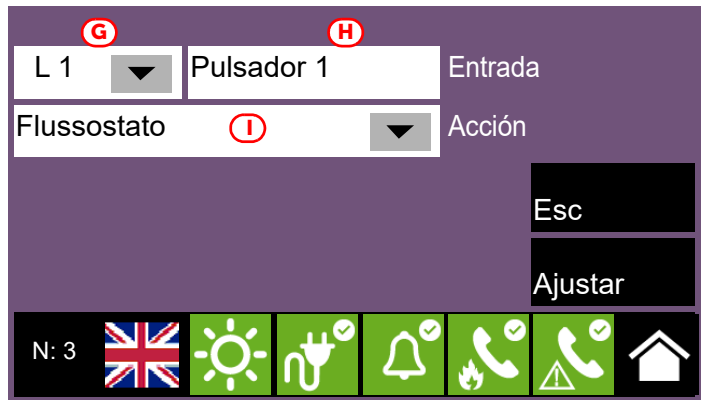 G H
L 1 Pulsador 1 Entrada
Flussostato I Acción
Esc
Ajustar
N: 3